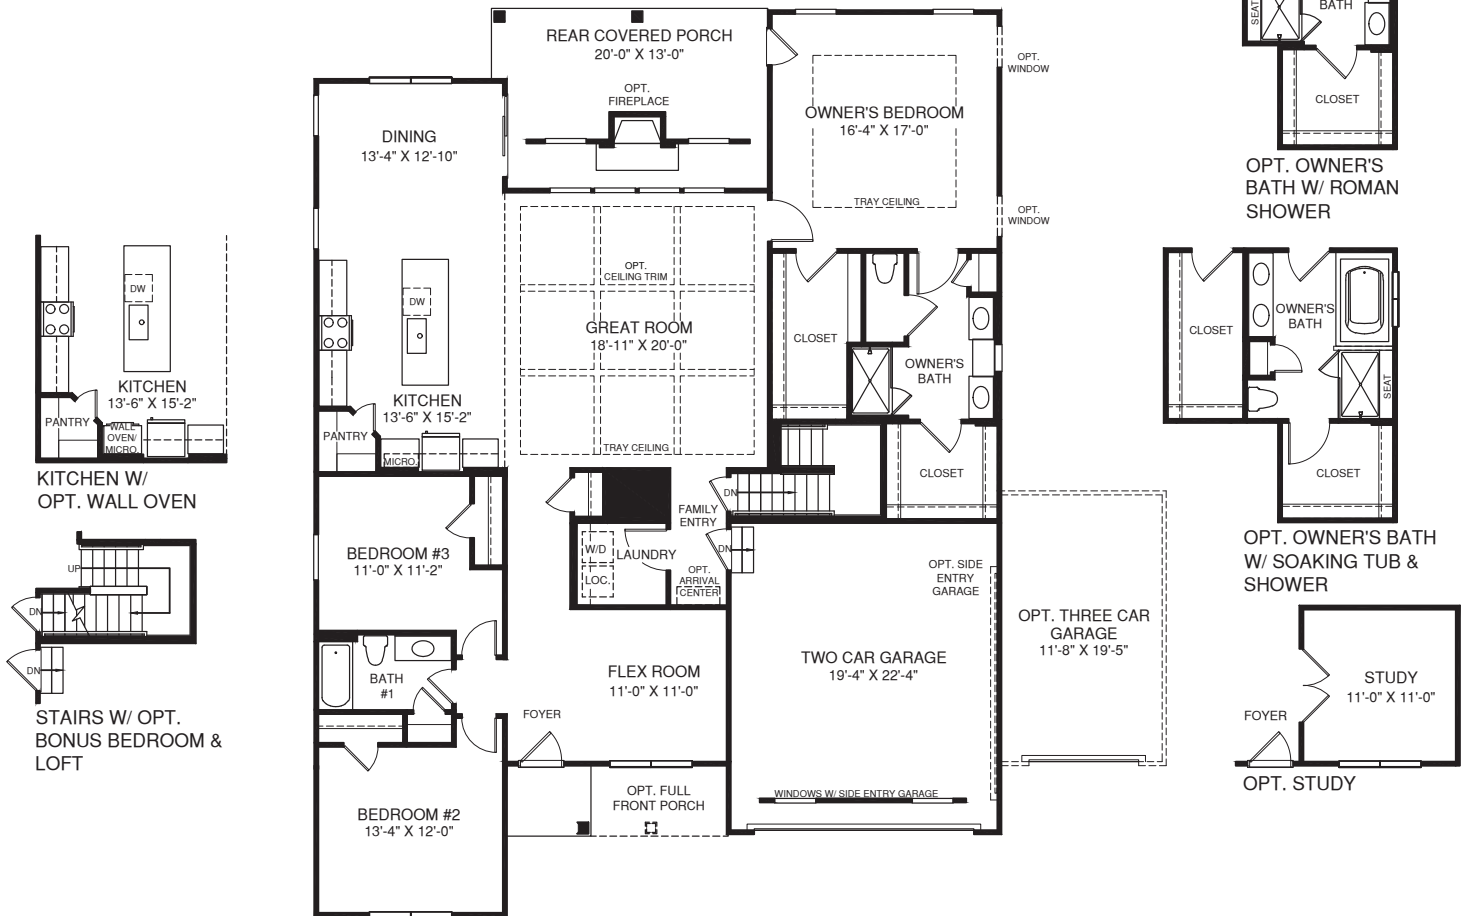 REAR COVERED PORCH
20'-0" X 13'-0"
OPT.
FIREPLACE
DINING
13'-4" X 12'-10"
OWNER'S BEDROOM
16'-4" X 17'-0"
TRAY CEILING
OPT.
WINDOW
OPT.
WINDOW
OPT.
CEILING TRIM
GREAT ROOM
18'-11" X 20'-0"
TRAY CEILING
DW
KITCHEN
13'-6" X 15'-2"
PANTRY
MICRO.
CLOSET
OWNER'S
BATH
CLOSET
DN
FAMILY
ENTRY
DN
W/D
LAUNDRY
LOC.
OPT.
ARRIVAL
CENTER
BEDROOM #3
11'-0" X 11'-2"
BATH
#1
FLEX ROOM
11'-0" X 11'-0"
FOYER
BEDROOM #2
13'-4" X 12'-0"
OPT. FULL
FRONT PORCH
TWO CAR GARAGE
19'-4" X 22'-4"
OPT. SIDE
ENTRY
GARAGE
WINDOWS W/ SIDE ENTRY GARAGE
OPT. THREE CAR
GARAGE
11'-8" X 19'-5"
DW
KITCHEN
13'-6" X 15'-2"
PANTRY
WALL
OVEN/
MICRO.
KITCHEN W/
OPT. WALL OVEN
UP
DN
DN
STAIRS W/ OPT.
BONUS BEDROOM &
LOFT
SEAT
BATH
CLOSET
OPT. OWNER'S
BATH W/ ROMAN
SHOWER
CLOSET
OWNER'S
BATH
SEAT
CLOSET
OPT. OWNER'S BATH
W/ SOAKING TUB &
SHOWER
STUDY
11'-0" X 11'-0"
FOYER
OPT. STUDY